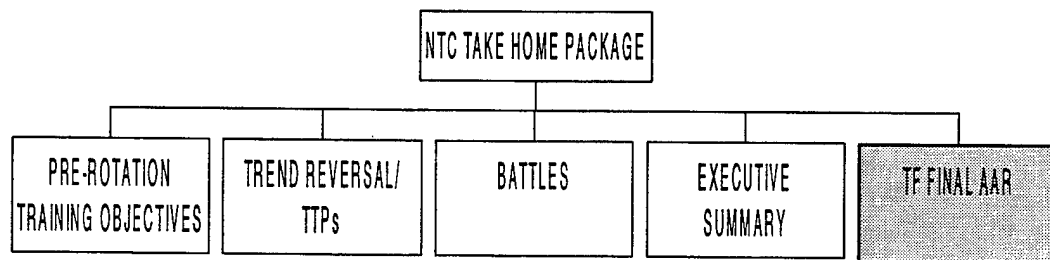 NTC TAKE HOME PACKAGE
PRE-ROTATION
TRAINING OBJECTIVES
TREND REVERSAL/
TTPs
BATTLES
EXECUTIVE
SUMMARY
TF FINAL AAR